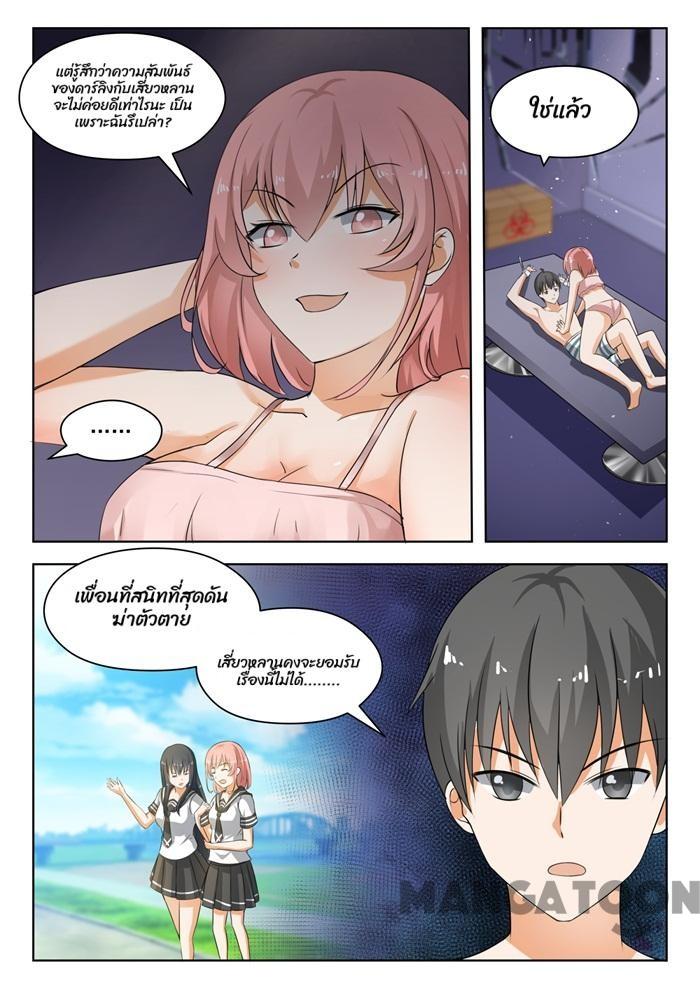 แต่รู้สึกว่าความสัมพันธ์
ของดาร์ลิงกับเสี่ยวหลาน
จะไม่ค่อยดีเท่าไรนะ เป็น
เพราะฉันรึเปล่า?
ใช่แล้ว
......
เพื่อนที่สนิทที่สุดดัน
ฆ่าตัวตาย
เสี่ยวหลานคงจะยอมรับ
เรื่องนี้ไม่ได้........
MANGATOON